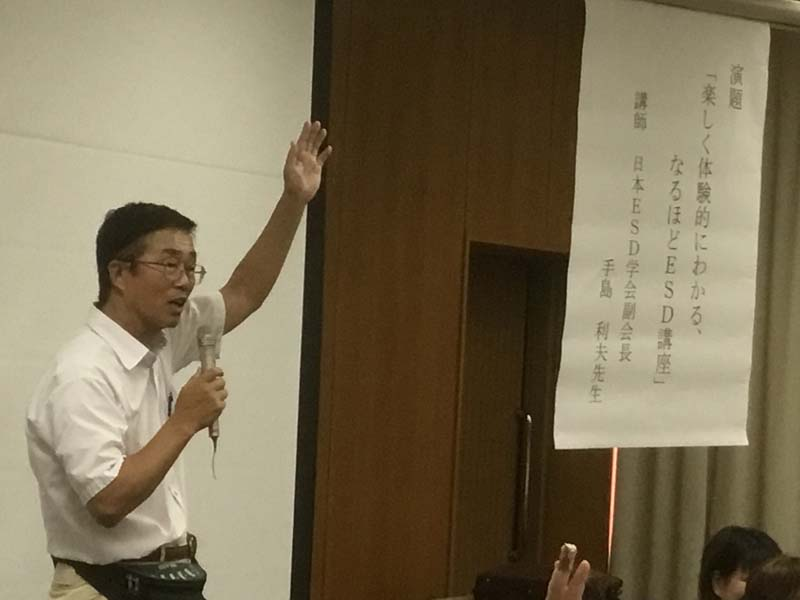 演題
「楽しく体験的にわかる、
なるほどESD講座」
講師 日本ESD学会副会長
手島 利夫先生